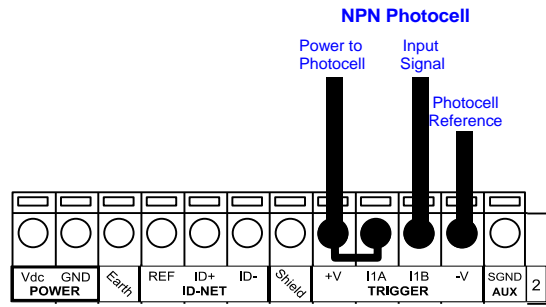 NPN Photocell
Power to
Photocell
Input
Signal
Photocell
Reference
Vdc GND Earth REF ID+ ID- Shield +V I1A I1B -V SGND
POWER ID-NET TRIGGER AUX 2